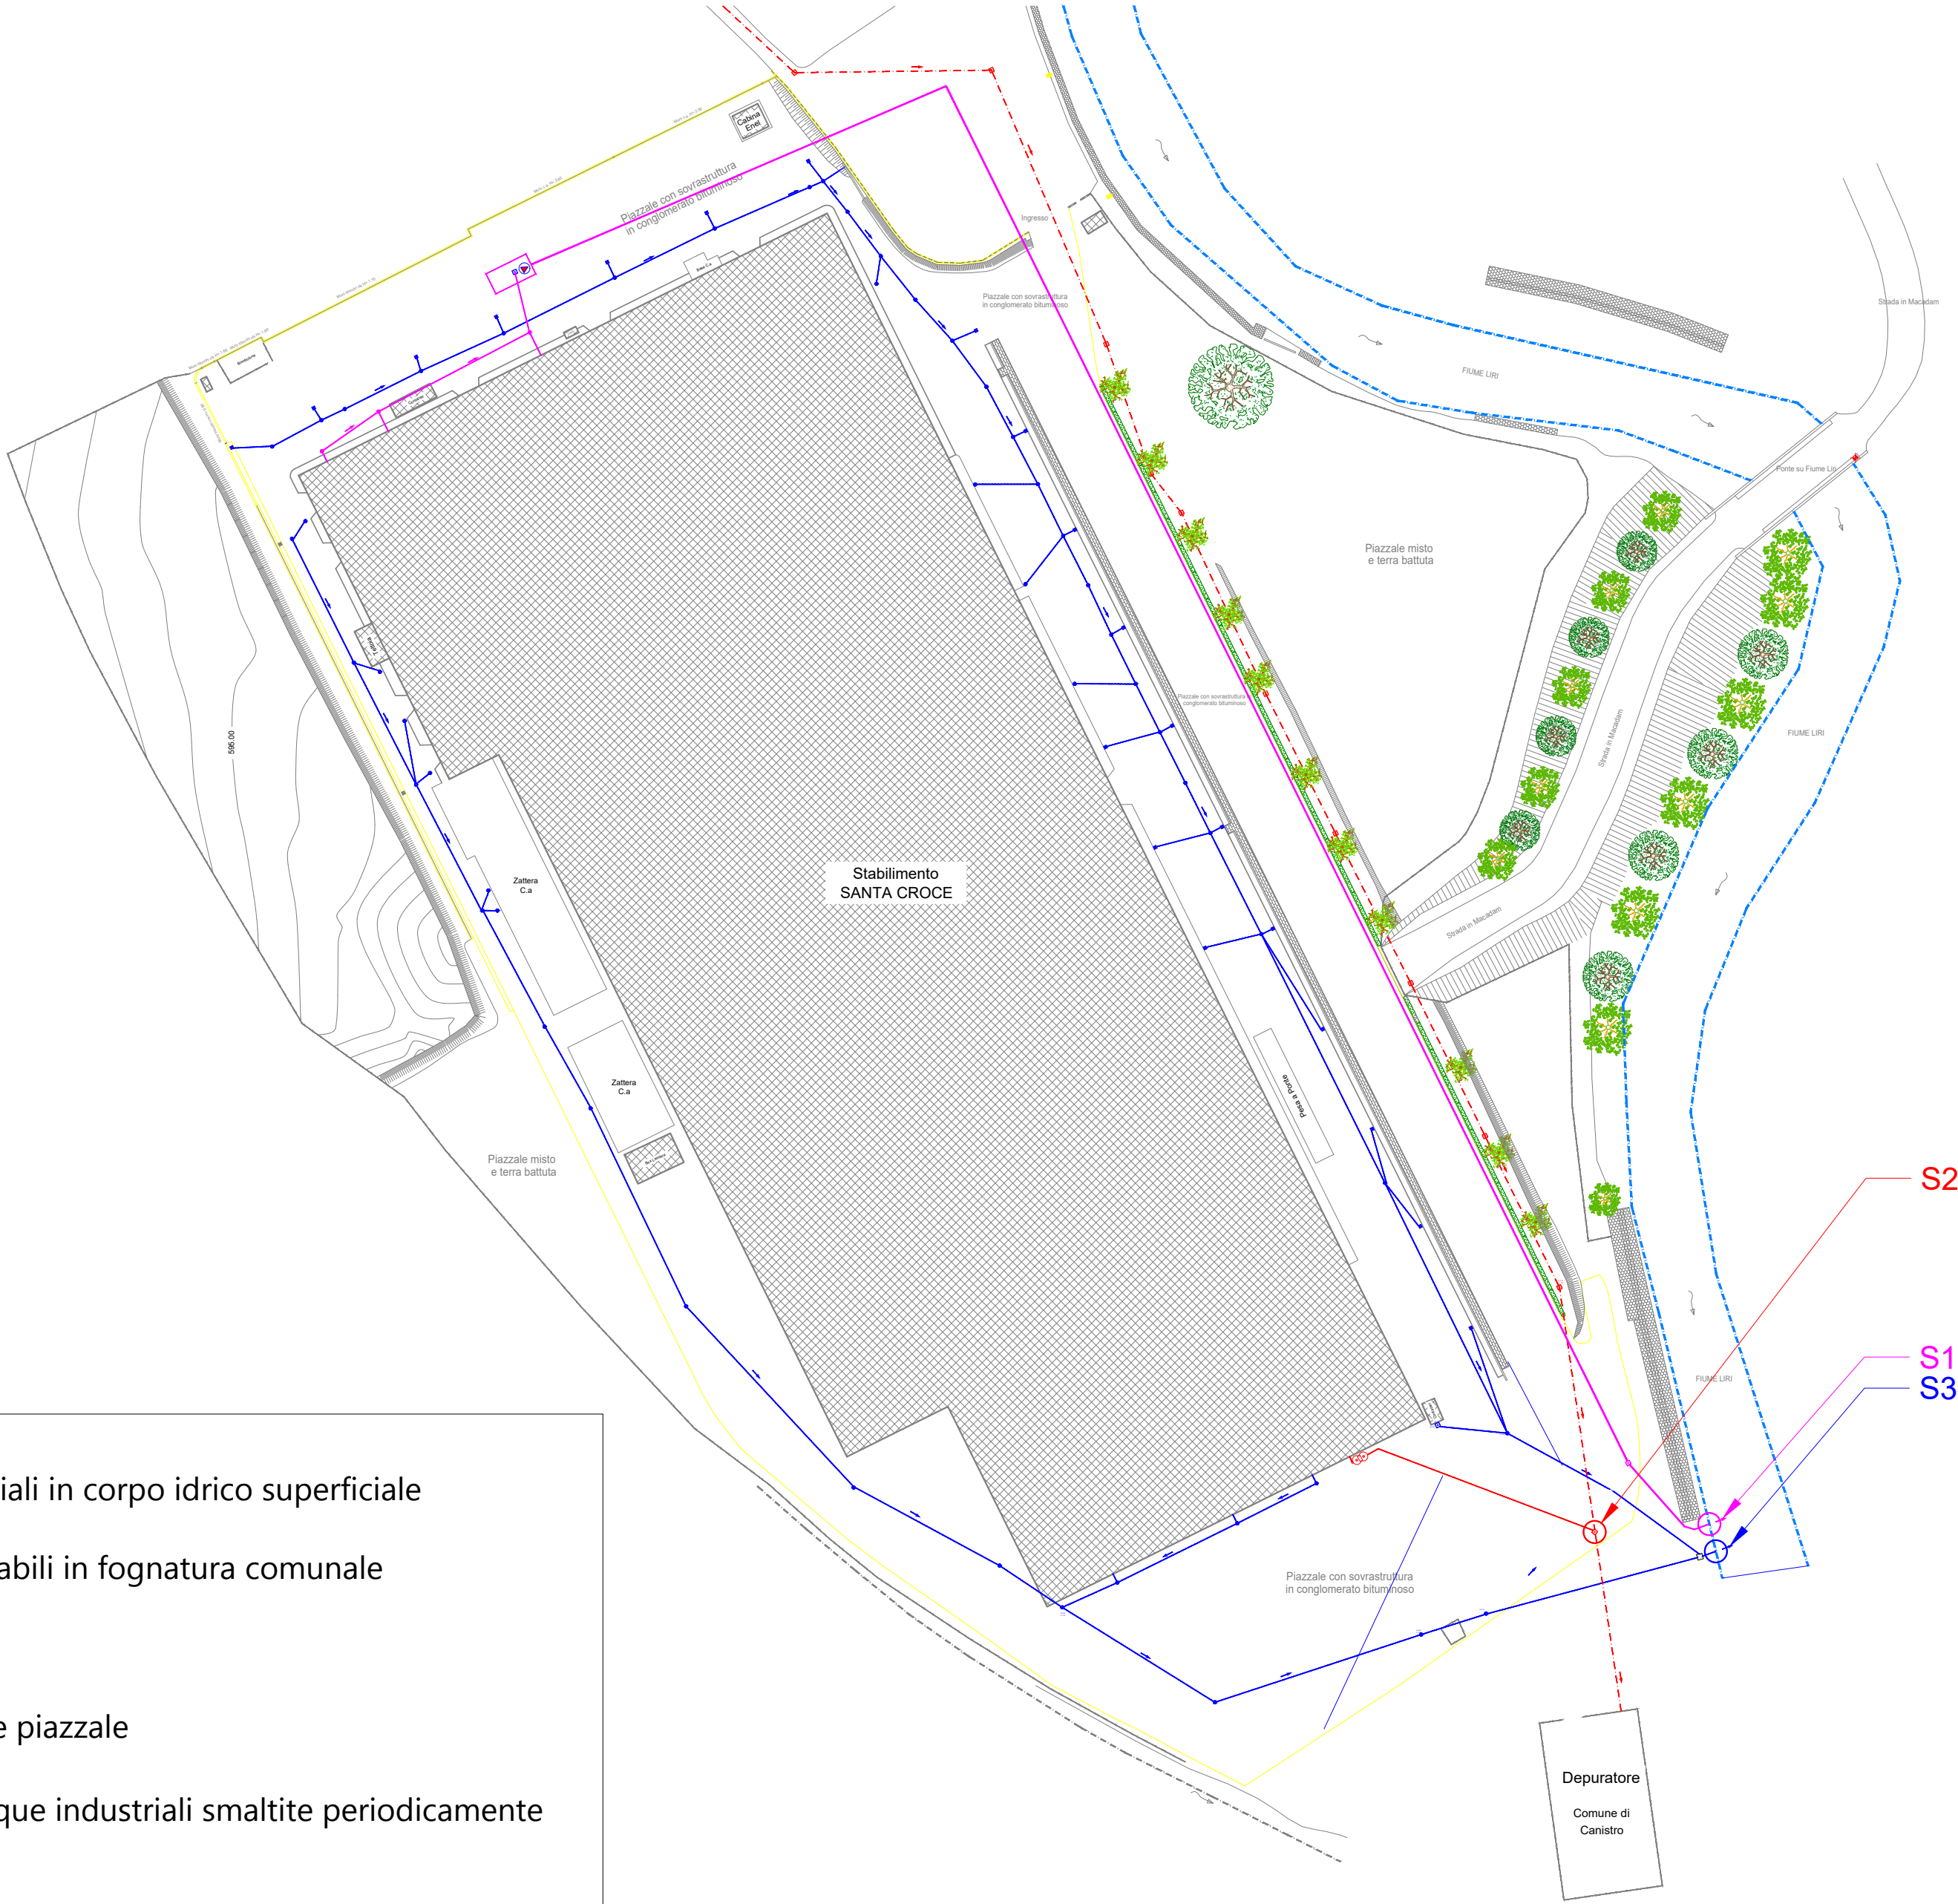 Cabina
Enel
Piazzale con sovrastruttura
in conglomerato bituminoso
Ingresso
Piazzale con sovrastruttura
in conglomerato bituminoso
Strada in Macadam
FIUME LIRI
Ponte su Fiume Liri
Piazzale misto
e terra battuta
595.00
Tettoia
Piazzale con sovrastruttura
conglomerato bituminoso
Strada in Macadam
FIUME LIRI
Stabilimento
SANTA CROCE
Zattera
C.a
Strada in Macadam
Zattera
C.a
Pesa a Ponte
Piazzale misto
e terra battuta
S2
S1
S3
FIUME LIRI
iali in corpo idrico superficiale
abili in fognatura comunale
Piazzale con sovrastruttura
in conglomerato bituminoso
e piazzale
que industriali smaltite periodicamente
Depuratore
Comune di
Canistro